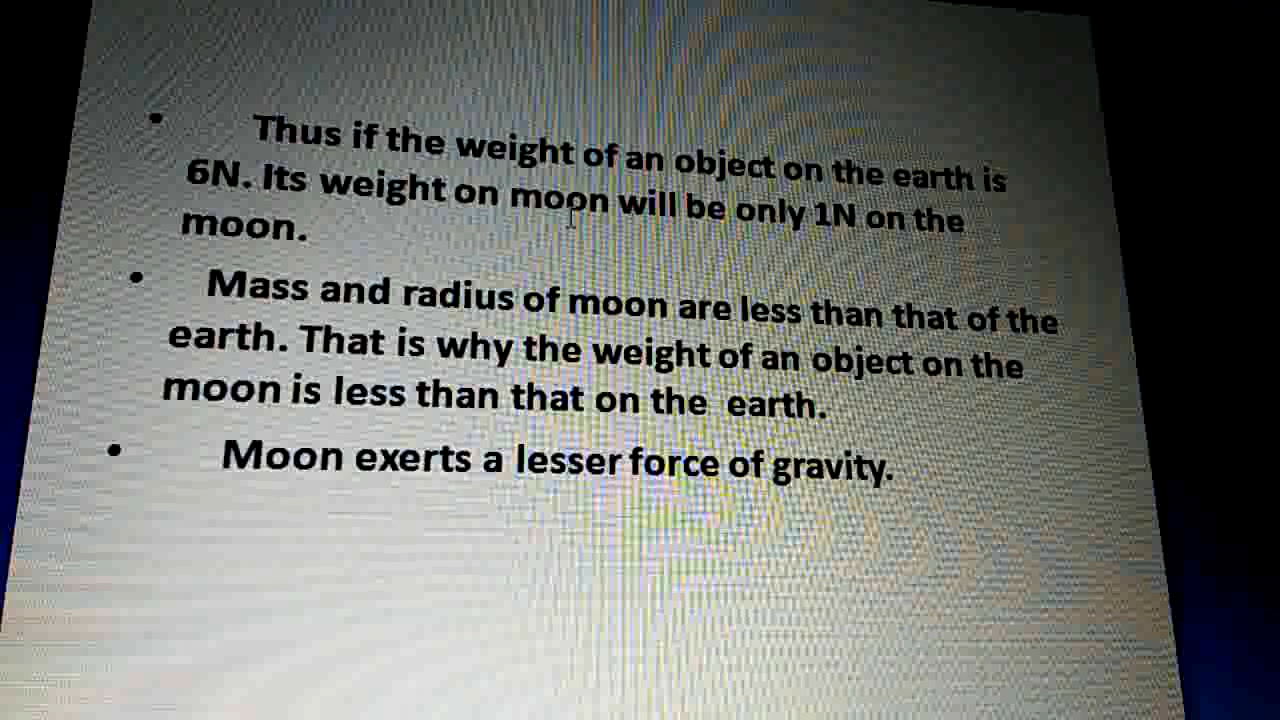 • Thus if the weight of an object on the earth is
6N. Its weight on moon will be only 1N on the
moon.
• Mass and radius of moon are less than that of the
earth. That is why the weight of an object on the
moon is less than that on the earth.
• Moon exerts a lesser force of gravity.